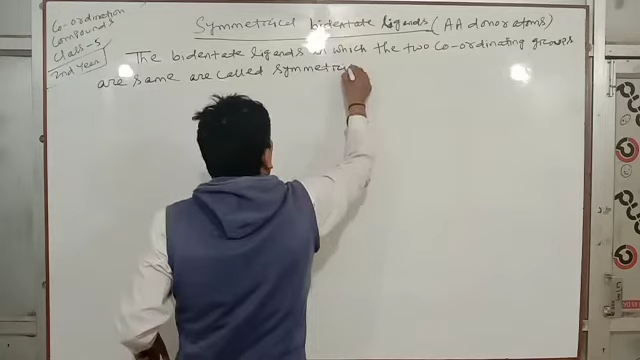 Co-ordination
Compounds
Class-5
2nd Year
Symmetrical bidentate ligands (AA donor atoms)
The bidentate ligands in which the two co-ordinating groups
are same are called symmetric